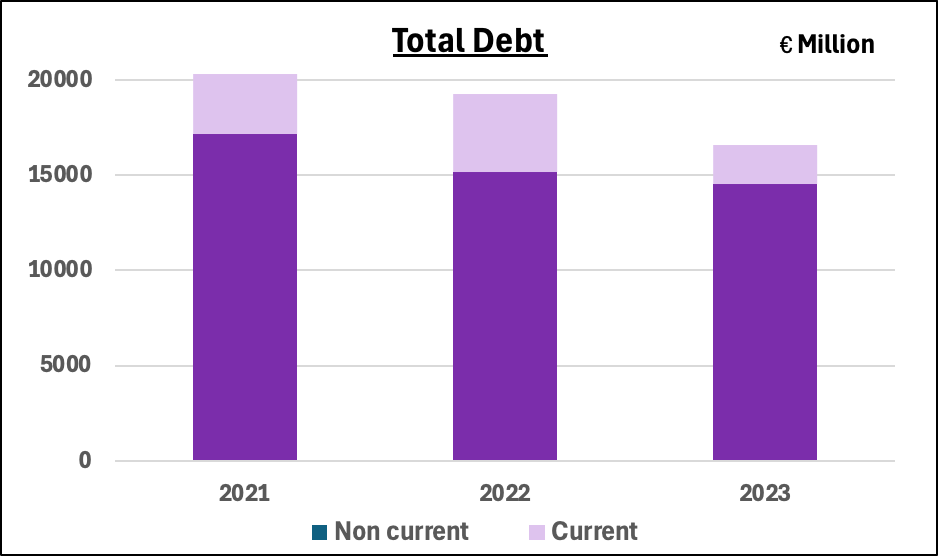 Total Debt
€ Million
20000
15000
10000
5000
0
2021 2022 2023
Non current Current